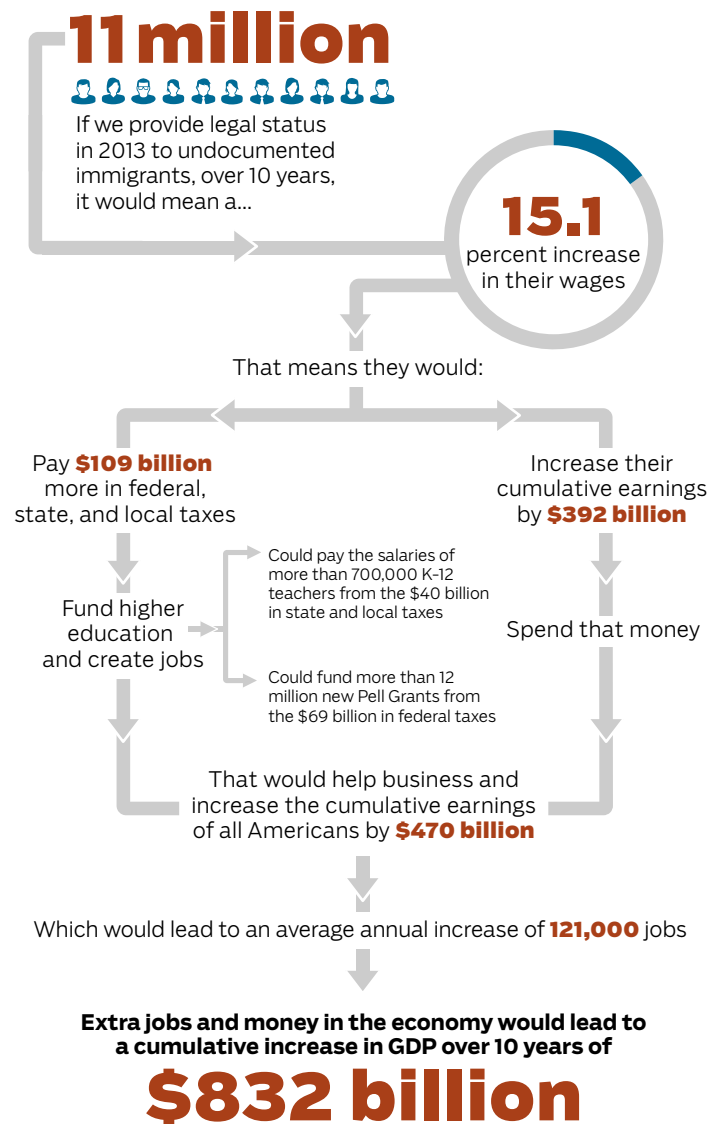 11 million
If we provide legal status
in 2013 to undocumented
immigrants, over 10 years,
it would mean a...
15.1
percent increase
in their wages
That means they would:
Pay $109 billion
more in federal,
state, and local taxes
Increase their
cumulative earnings
by $392 billion
Fund higher
education
and create jobs
Could pay the salaries of
more than 700,000 K-12
teachers from the $40 billion
in state and local taxes
Could fund more than 12
million new Pell Grants from
the $69 billion in federal taxes
Spend that money
That would help business and
increase the cumulative earnings
of all Americans by $470 billion
Which would lead to an average annual increase of 121,000 jobs
Extra jobs and money in the economy would lead to
a cumulative increase in GDP over 10 years of
$832 billion